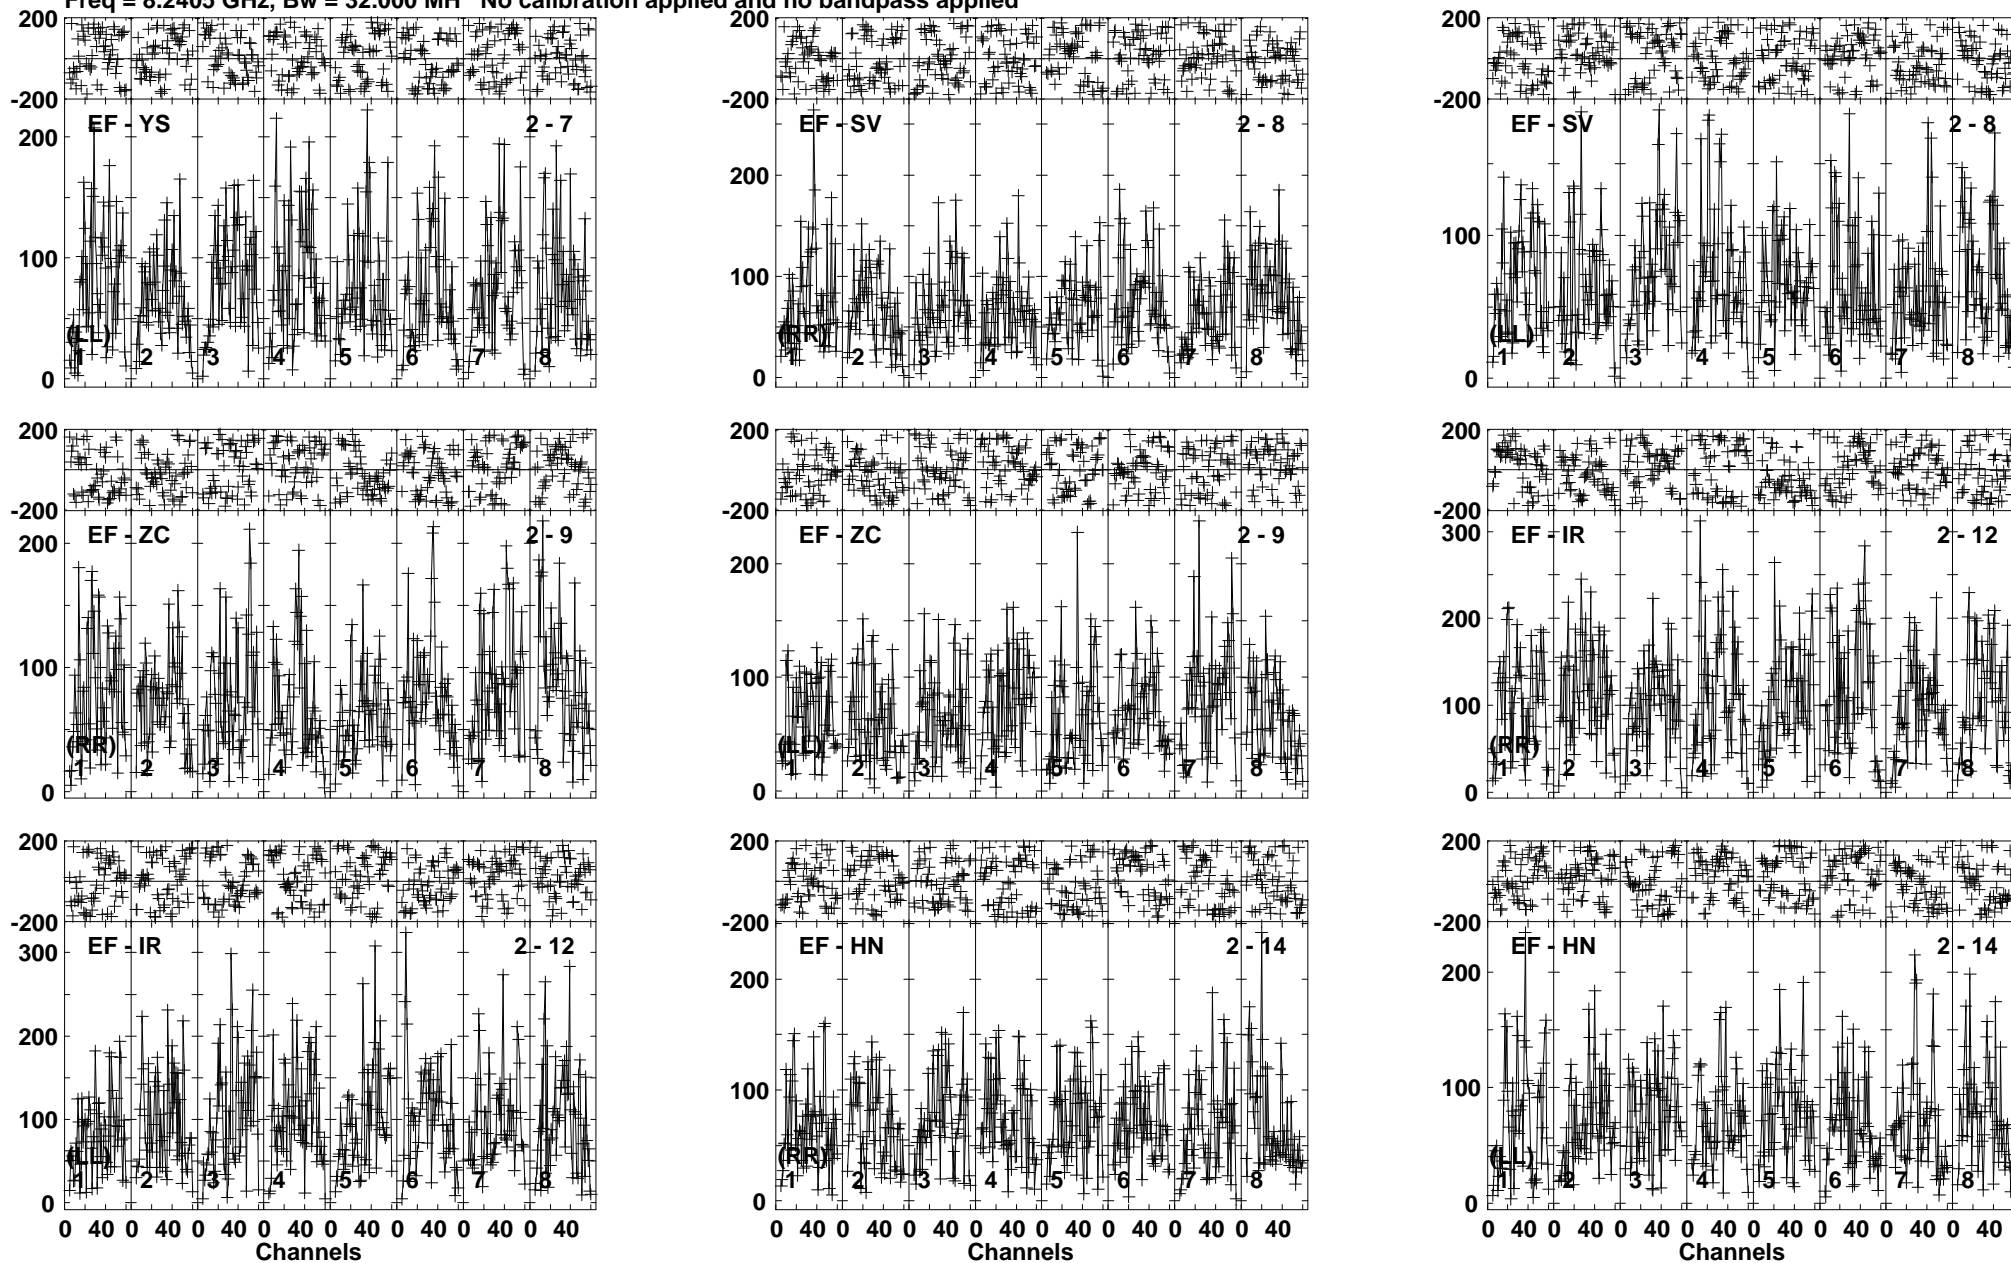 Freq = 8.2405 GHz, Bw = 32.000 MH No calibration applied and no bandpass applied
200 200 200
-200 -200 -200
EF - YS 2 - 7 EF - SV 2 - 8 EF - SV 2 - 8
200 200
100 100 100
(LL) (RR) (LL)
1 2 3 4 5 6 7 8 1 2 3 4 5 6 7 8 1 2 3 4 5 6 7 8
0 0 0
200 200 200
-200 -200 -200
EF - ZC 2 - 9 EF - ZC 2 - 9 EF - IR 2 - 12
200 200 300
200
100 100 100
(RR) (LL) (RR)
1 2 3 4 5 6 7 8 1 2 3 4 5 6 7 8 1 2 3 4 5 6 7 8
0 0 0
200 200 200
-200 -200 -200
EF - IR 2 - 12 EF - HN 2 - 14 EF - HN 2 - 14
300 200 200
200
100 100 100
(LL) (RR) (LL)
1 2 3 4 5 6 7 8 1 2 3 4 5 6 7 8 1 2 3 4 5 6 7 8
0 0 0
0 40 0 40 0 40 0 40 0 40 0 40 0 40 0 40 0 40 0 40 0 40 0 40 0 40 0 40 0 40 0 40 0 40 0 40 0 40 0 40 0 40 0 40 0 40 0 40
Channels Channels Channels